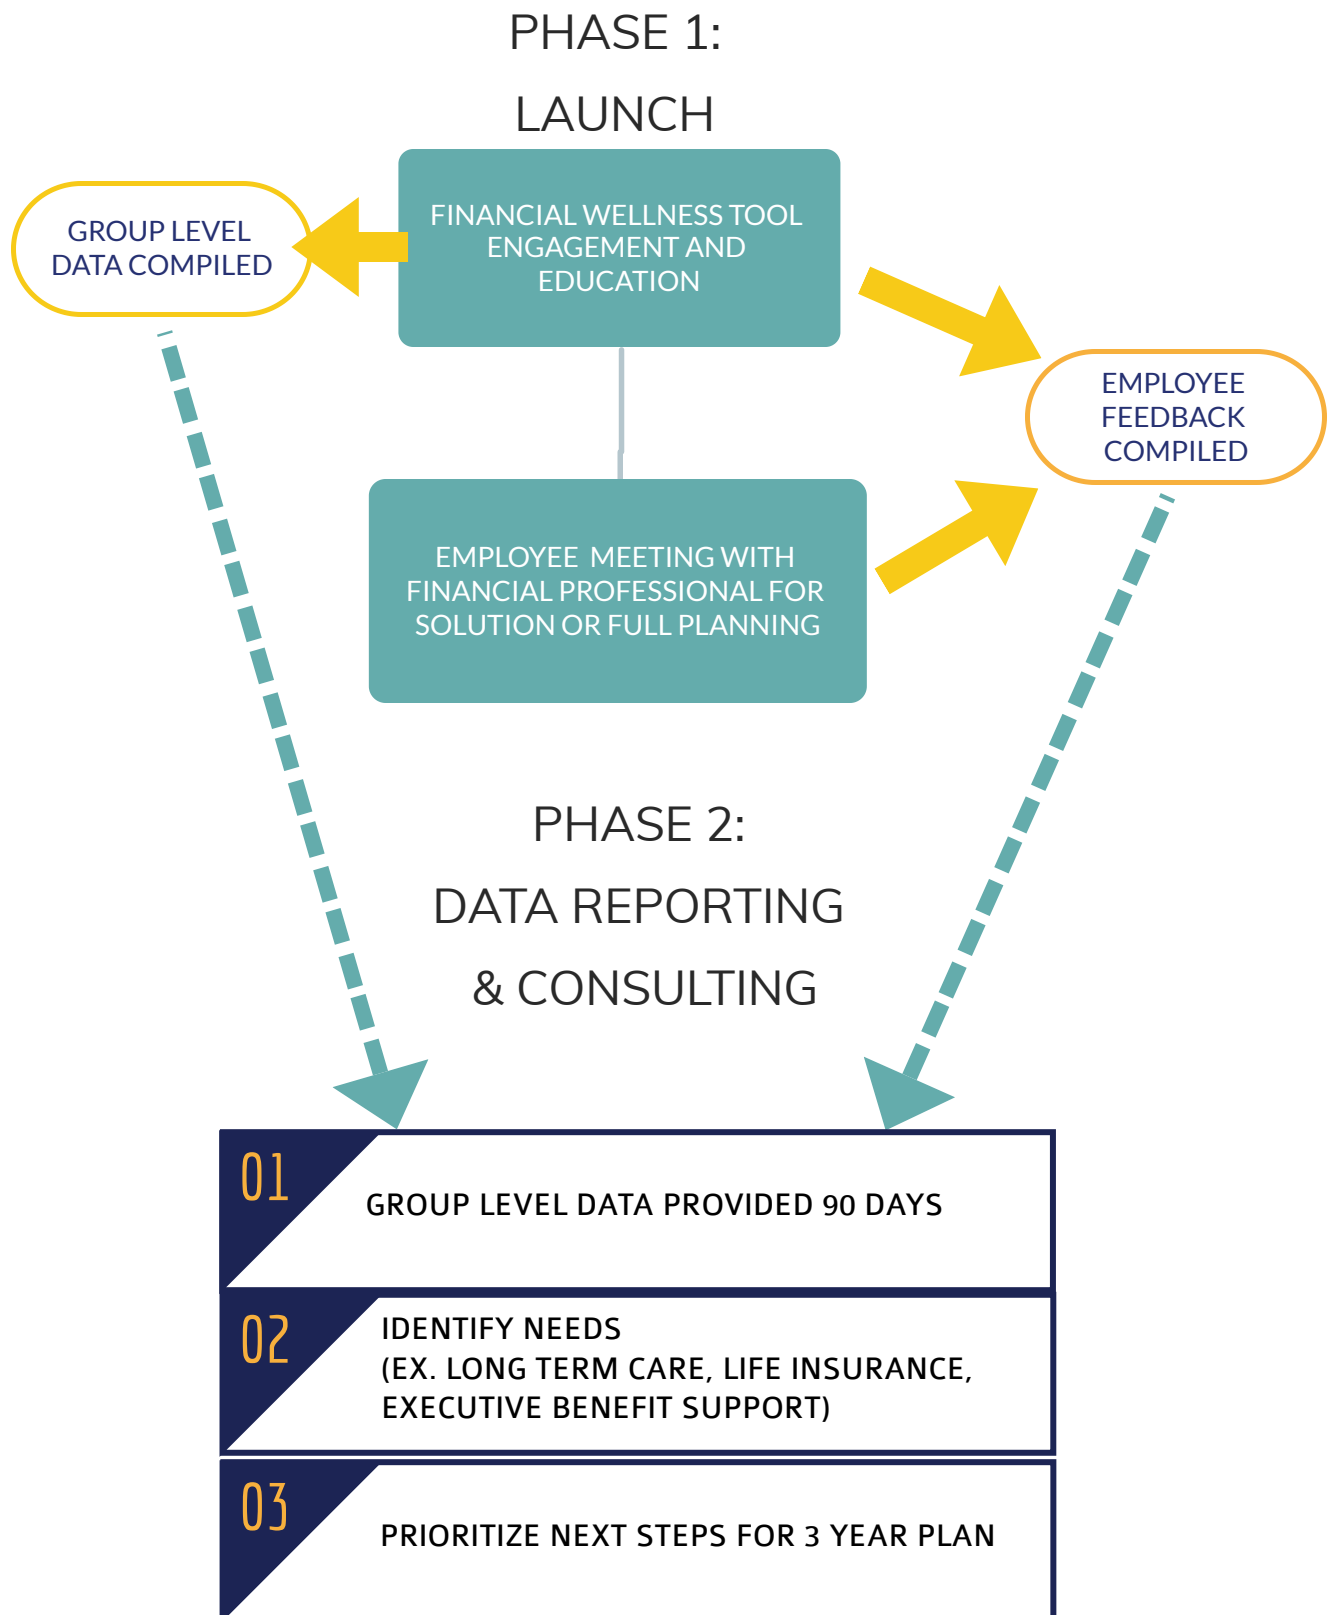 PHASE 1:
LAUNCH
FINANCIAL WELLNESS TOOL
ENGAGEMENT AND
EDUCATION
GROUP LEVEL
DATA COMPILED
EMPLOYEE
FEEDBACK
COMPILED
EMPLOYEE MEETING WITH
FINANCIAL PROFESSIONAL FOR
SOLUTION OR FULL PLANNING
PHASE 2:
DATA REPORTING
& CONSULTING
01
GROUP LEVEL DATA PROVIDED 90 DAYS
02
IDENTIFY NEEDS
(EX. LONG TERM CARE, LIFE INSURANCE,
EXECUTIVE BENEFIT SUPPORT)
03
PRIORITIZE NEXT STEPS FOR 3 YEAR PLAN